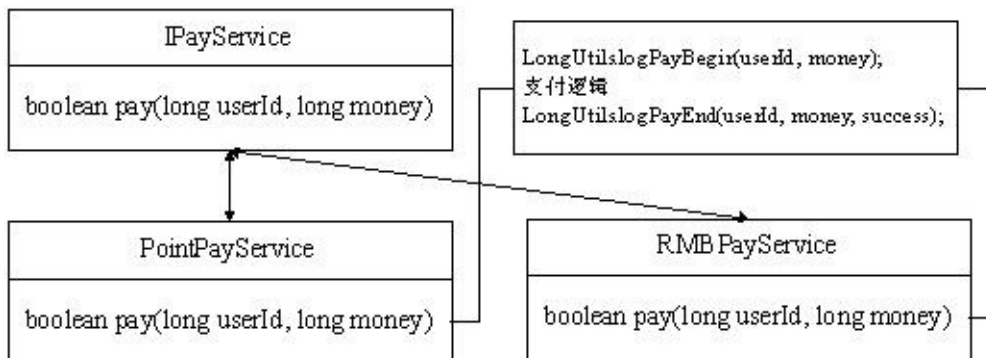 IPayService
boolean pay(long userId, long money)
LongUtilslogPayBegin(userId, money);
支付逻辑
LongUtilslogPayEnd(userId, money, success);
PointPayService
boolean pay(long userId, long money)
RMBPayService
boolean pay(long userId, long money)